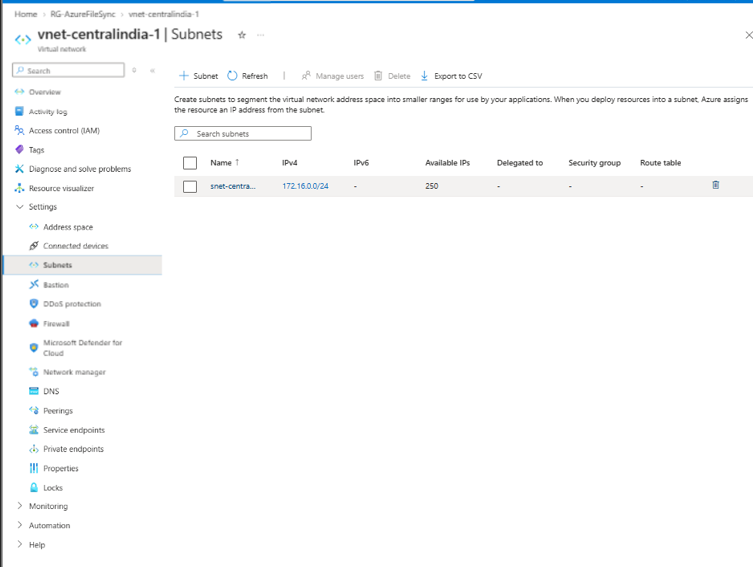 Home > RG-AzureFileSync > vnet-centralindia-1
vnet-centralindia-1 | Subnets
Virtual network
Search
Overview
Activity log
Access control (IAM)
Tags
Diagnose and solve problems
Resource visualizer
Settings
Address space
Connected devices
Subnets
Bastion
DDoS protection
Firewall
Microsoft Defender for
Cloud
Network manager
DNS
Peerings
Service endpoints
Private endpoints
Properties
Locks
Monitoring
Automation
Help
+ Subnet Refresh | Manage users Delete Export to CSV
Create subnets to segment the virtual network address space into smaller ranges for use by your applications. When you deploy resources into a subnet, Azure assigns
the resource an IP address from the subnet.
Search subnets
Name ↑ IPv4 IPv6 Available IPs Delegated to Security group Route table
snet-centra... 172.16.0.0/24 - 250 - - -